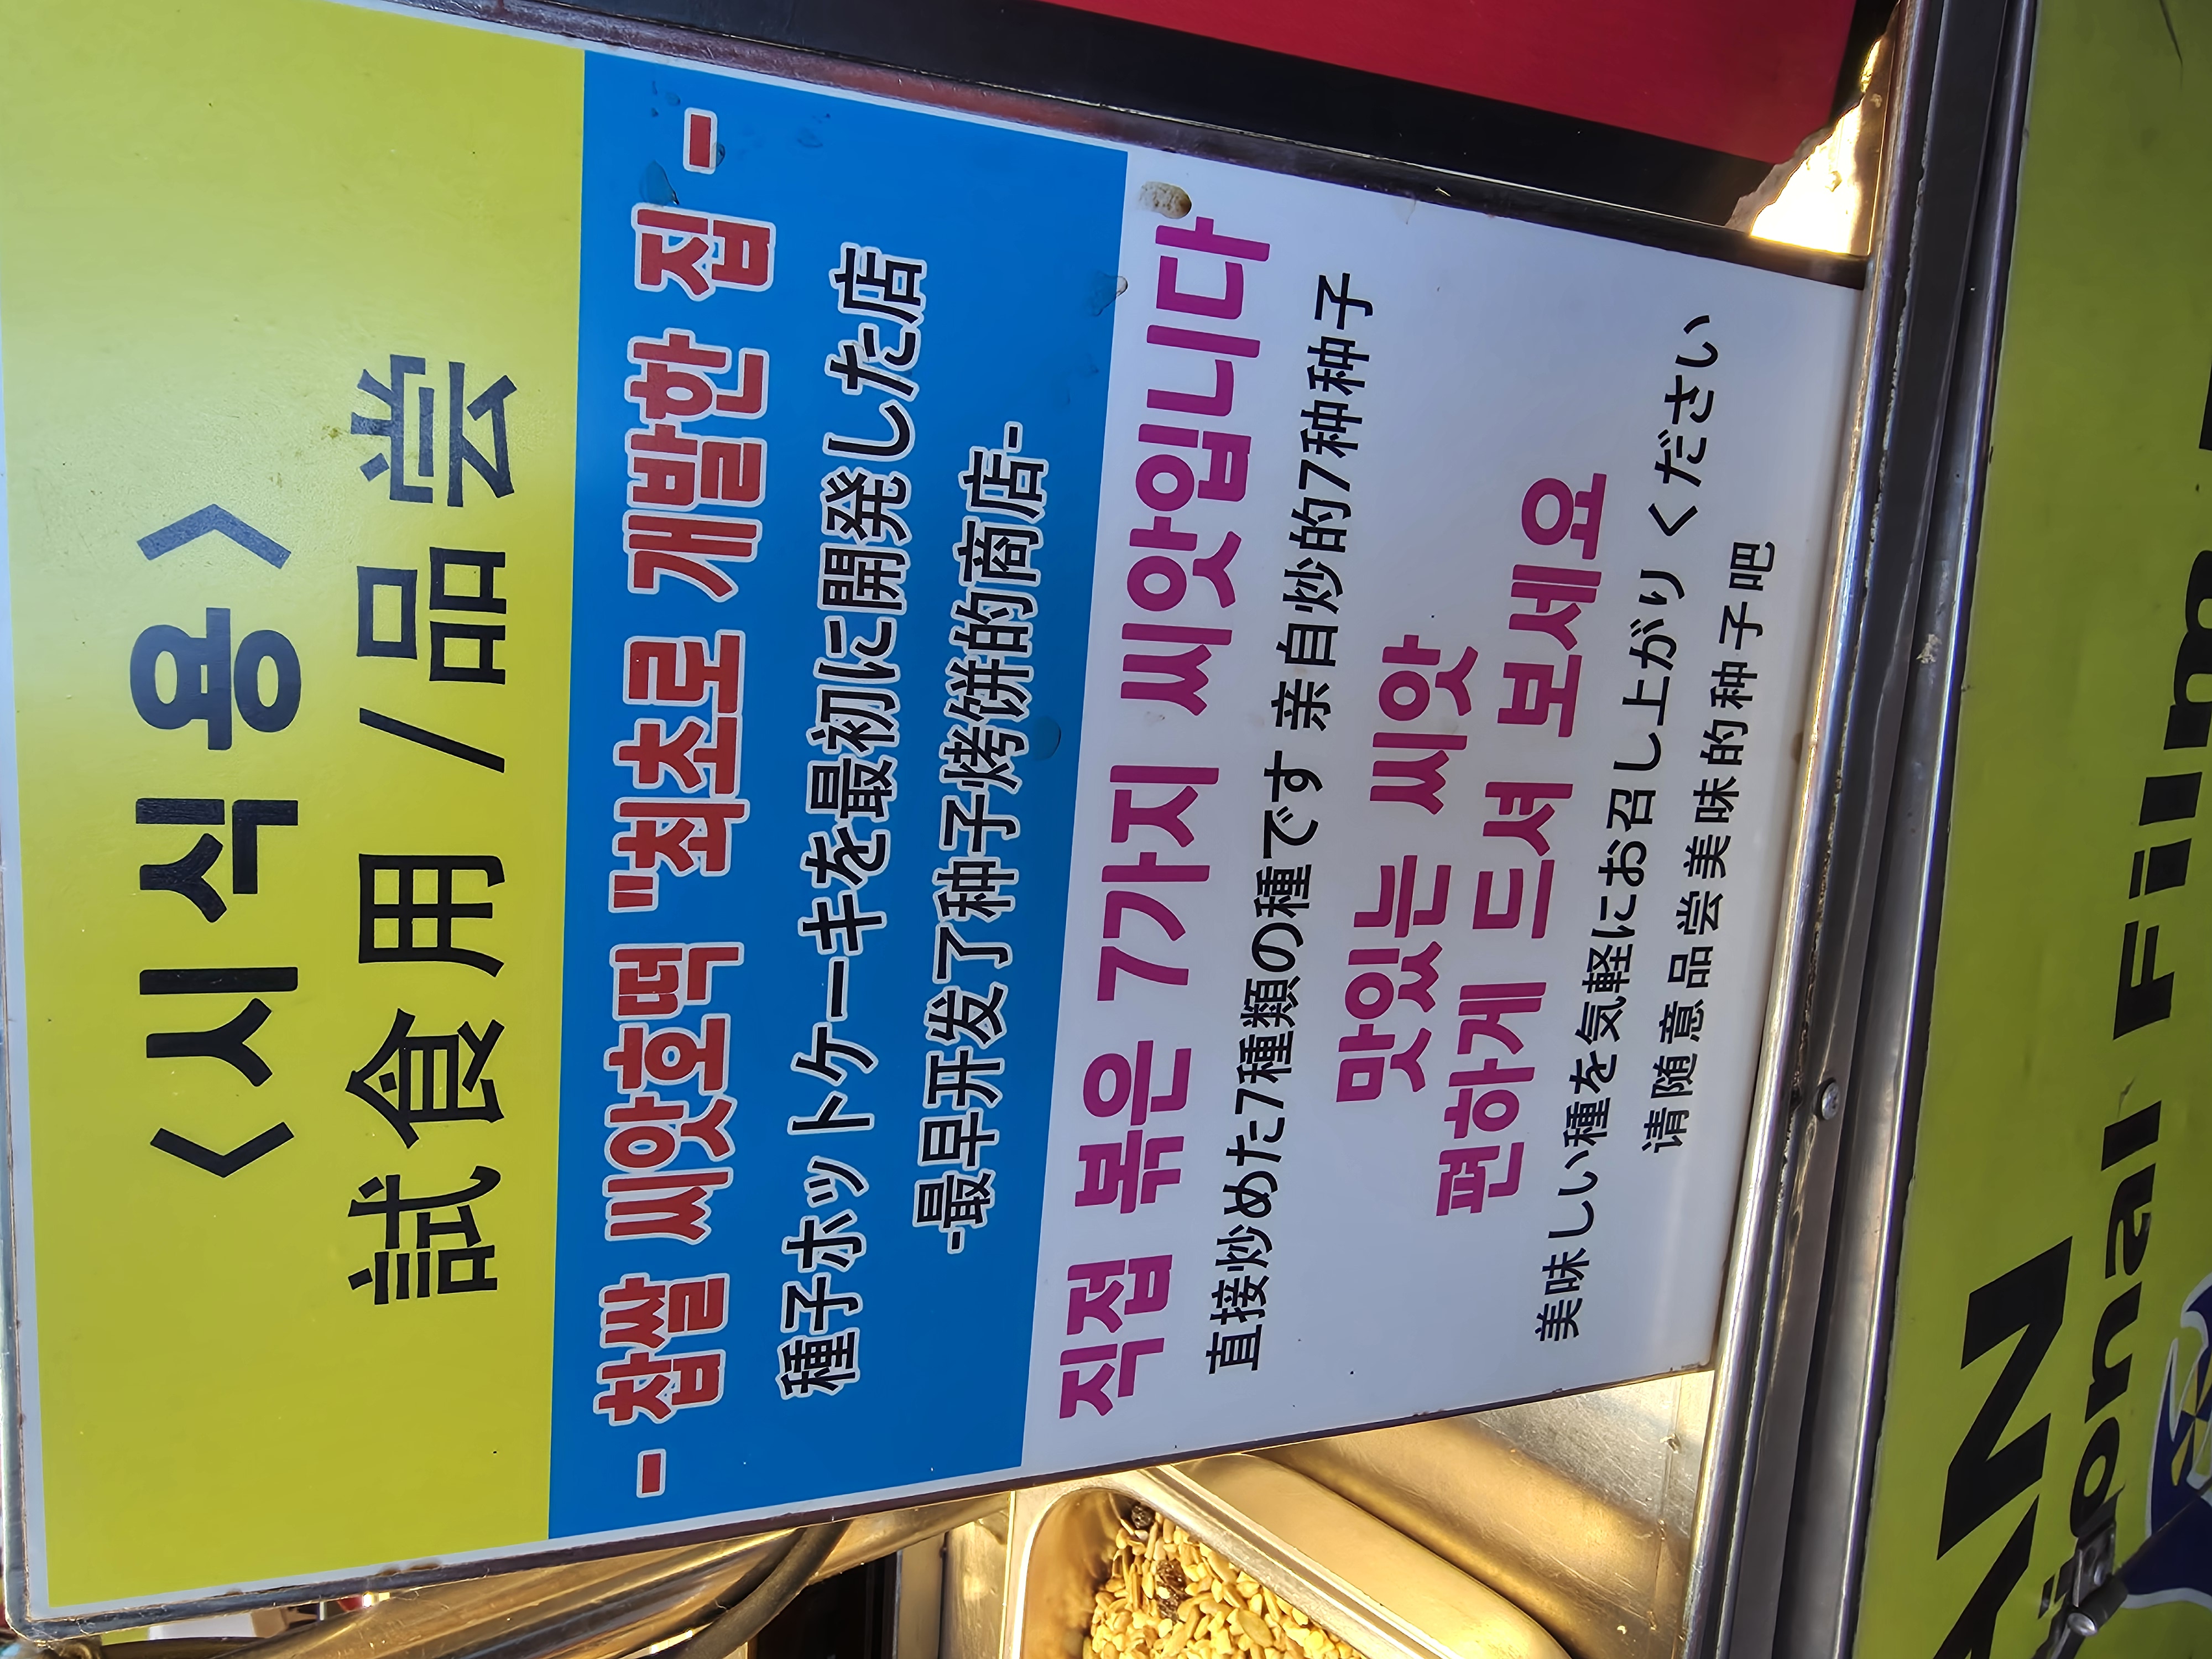 <시식용>
試食用/品尝
- 찹쌀 씨앗호떡 "최초로 개발한 집 -
種子ホットケーキを最初に開発した店
-最早开发了种子烤饼的商店-
직접 볶은 7가지 씨앗입니다
直接炒めた7種類の種です 亲自炒的7种种子
맛있는 씨앗
편하게 드셔 보세요
美味しい種を気軽にお召し上がりください
请随意品尝美味的种子吧
Film